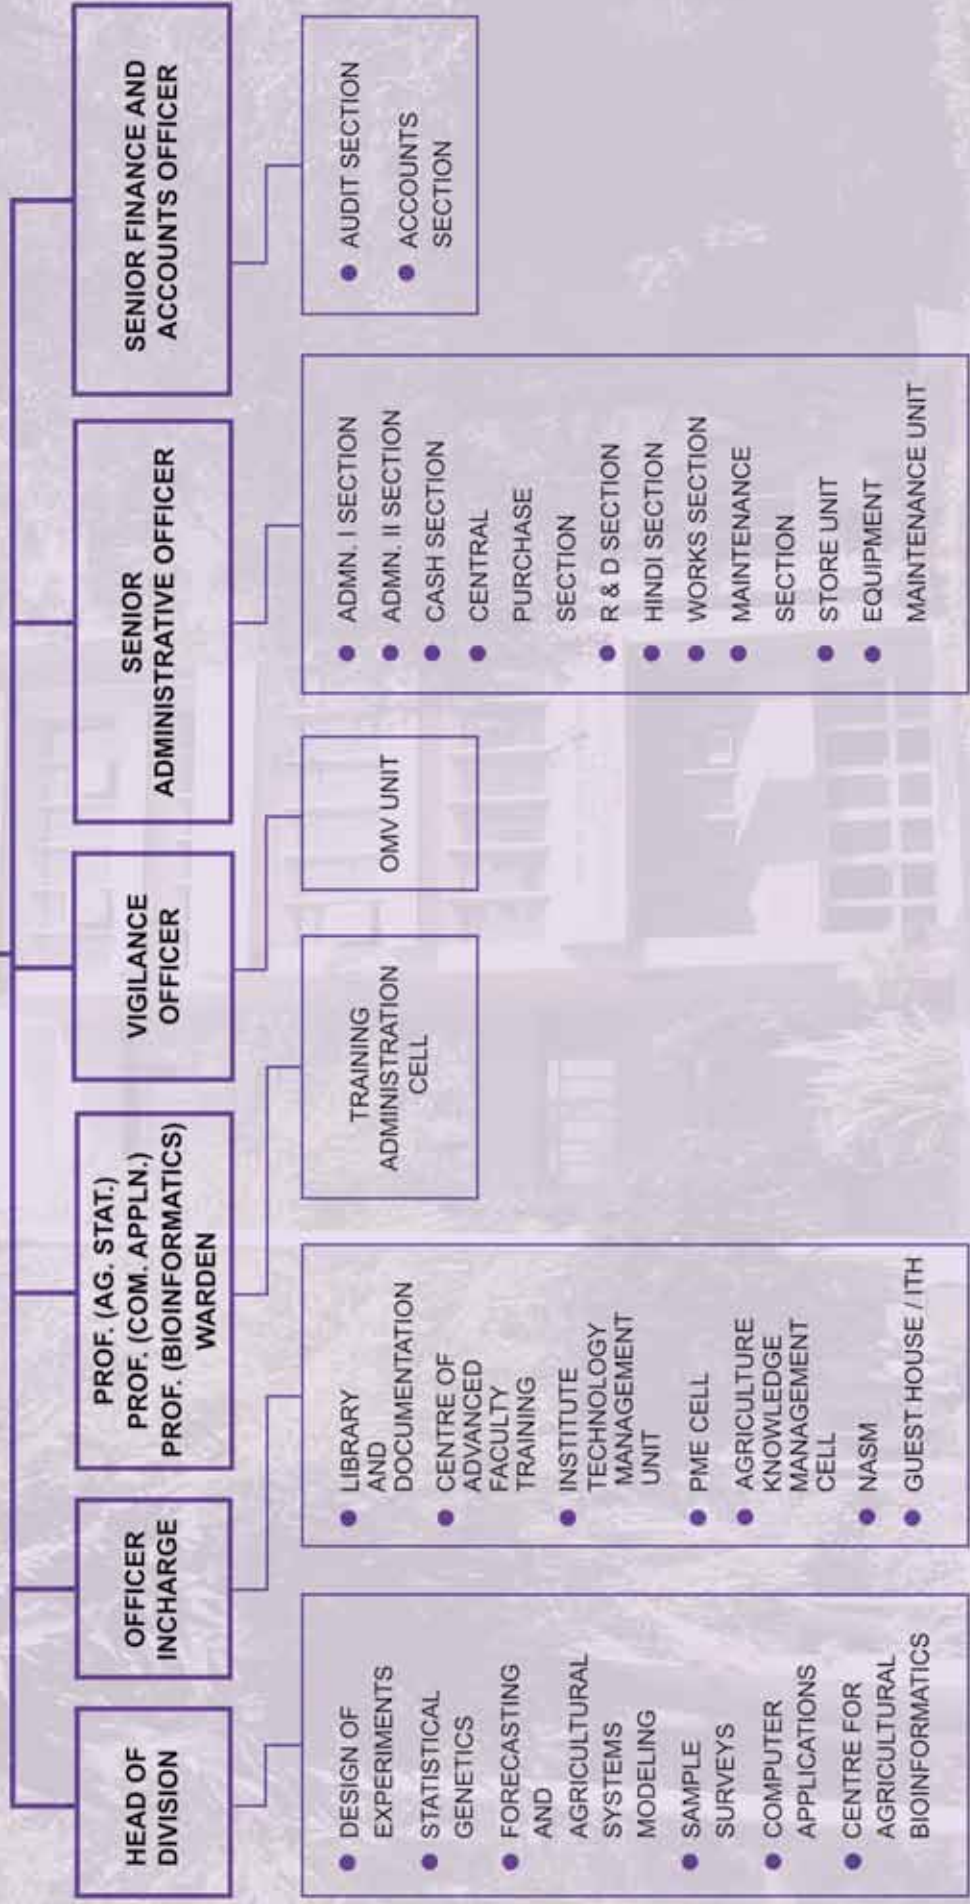 HEAD OF
DIVISION
OFFICER
INCHARGE
PROF. (AG. STAT.)
PROF. (COM. APPLN.)
PROF. (BIOINFORMATICS)
WARDEN
VIGILANCE
OFFICER
SENIOR
ADMINISTRATIVE OFFICER
SENIOR FINANCE AND
ACCOUNTS OFFICER
● DESIGN OF
EXPERIMENTS
● STATISTICAL
GENETICS
● FORECASTING
AND
AGRICULTURAL
SYSTEMS
MODELING
● SAMPLE
SURVEYS
● COMPUTER
APPLICATIONS
● CENTRE FOR
AGRICULTURAL
BIOINFORMATICS
● LIBRARY
AND
DOCUMENTATION
● CENTRE OF
ADVANCED
FACULTY
TRAINING
● INSTITUTE
TECHNOLOGY
MANAGEMENT
UNIT
● PME CELL
● AGRICULTURE
KNOWLEDGE
MANAGEMENT
CELL
● NASM
● GUEST HOUSE / ITH
TRAINING
ADMINISTRATION
CELL
OMV UNIT
● ADMN. I SECTION
● ADMN. II SECTION
● CASH SECTION
● CENTRAL
PURCHASE
SECTION
● R & D SECTION
● HINDI SECTION
● WORKS SECTION
● MAINTENANCE
SECTION
● STORE UNIT
● EQUIPMENT
MAINTENANCE UNIT
● AUDIT SECTION
● ACCOUNTS
SECTION